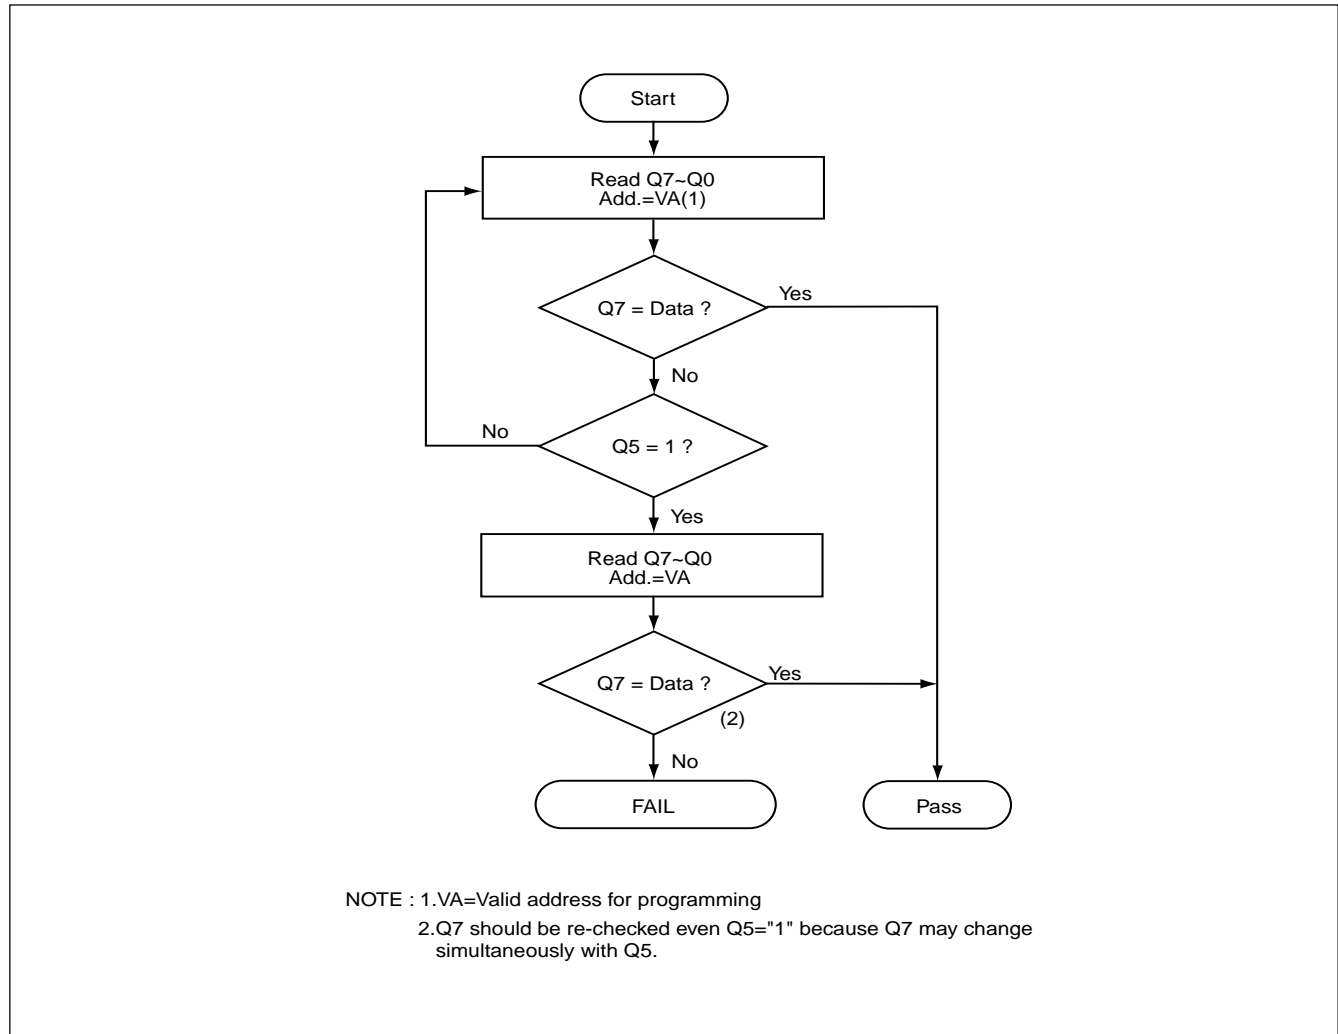 Start
Read Q7~Q0
Add.=VA(1)
Q7 = Data ?
Yes
No
No
Q5 = 1 ?
Yes
Read Q7~Q0
Add.=VA
Q7 = Data ?
Yes
(2)
No
FAIL
Pass
NOTE : 1.VA=Valid address for programming
2.Q7 should be re-checked even Q5="1" because Q7 may change
simultaneously with Q5.